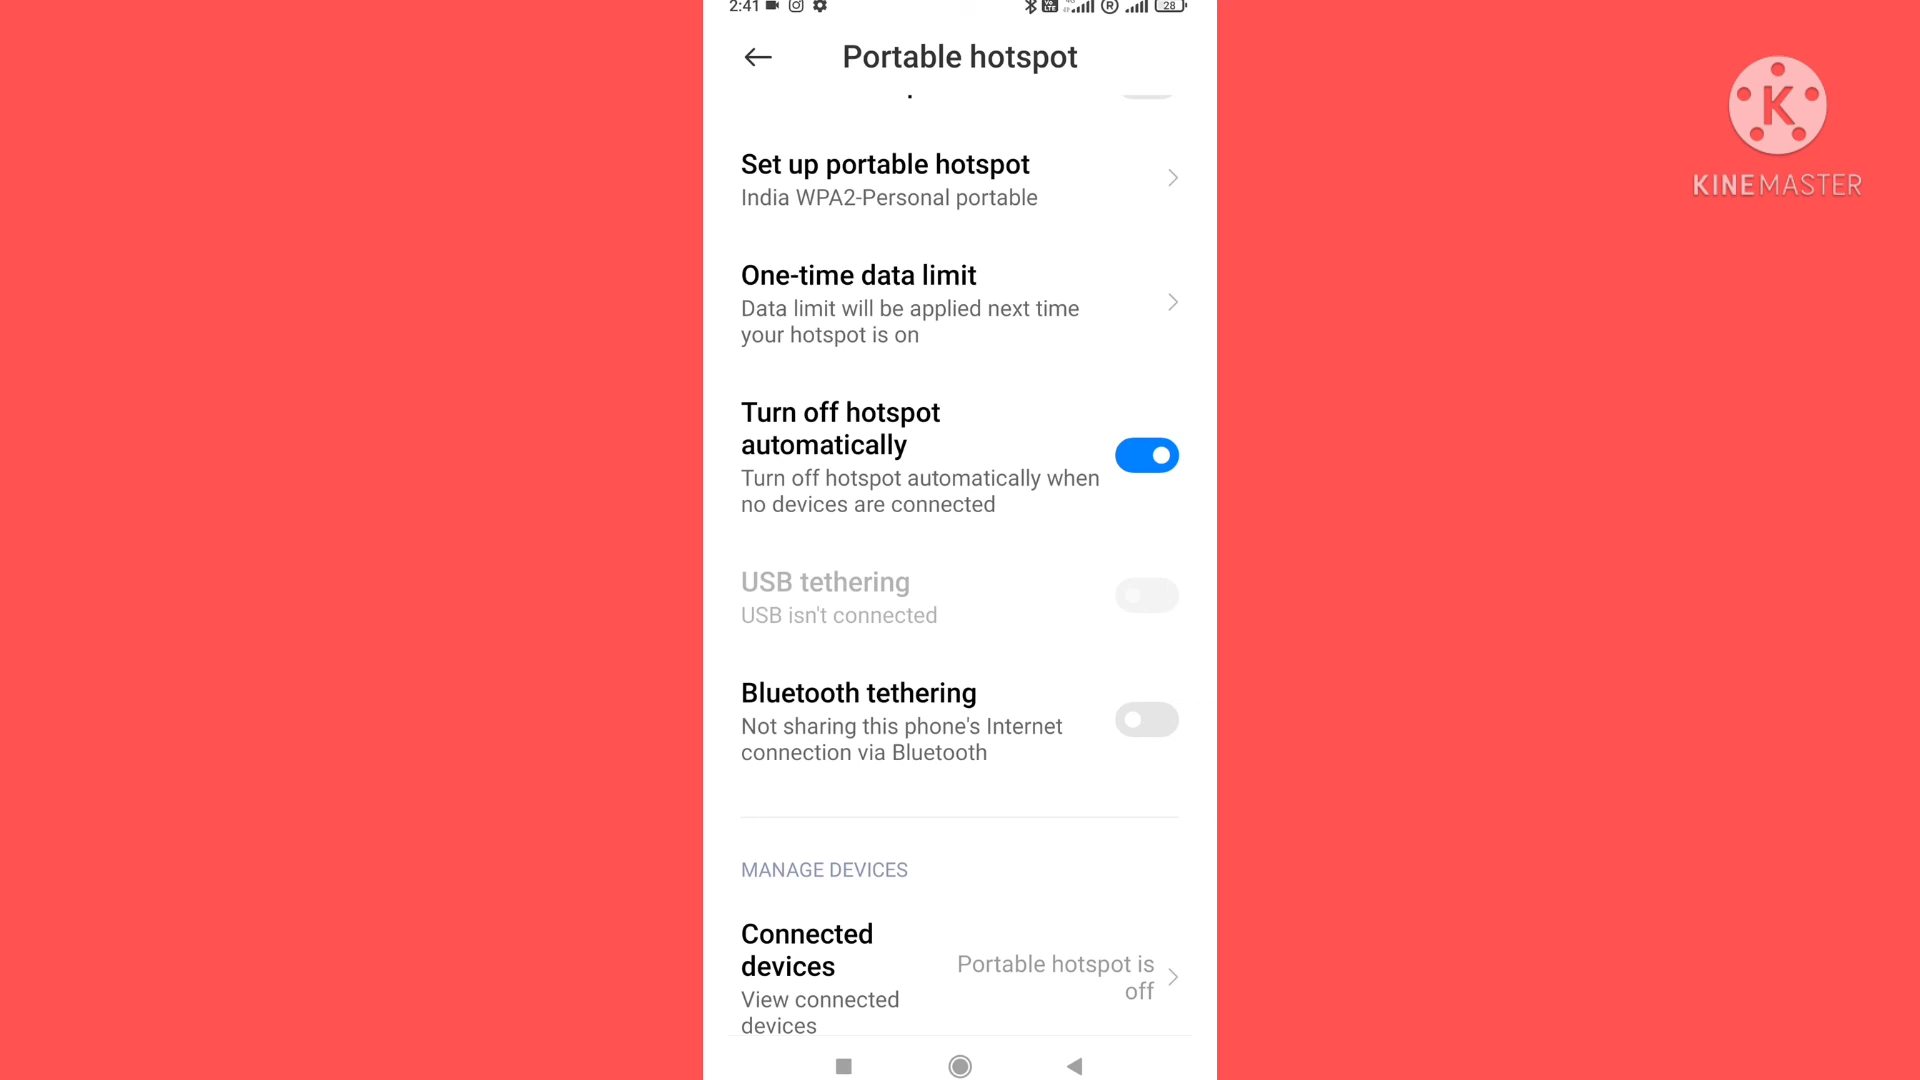 2:41
28
Portable hotspot
Set up portable hotspot
India WPA2-Personal portable
One-time data limit
Data limit will be applied next time
your hotspot is on
Turn off hotspot
automatically
Turn off hotspot automatically when
no devices are connected
USB tethering
USB isn't connected
Bluetooth tethering
Not sharing this phone's Internet
connection via Bluetooth
MANAGE DEVICES
Connected
devices
View connected
devices
Portable hotspot is
off
K
KINEMASTER